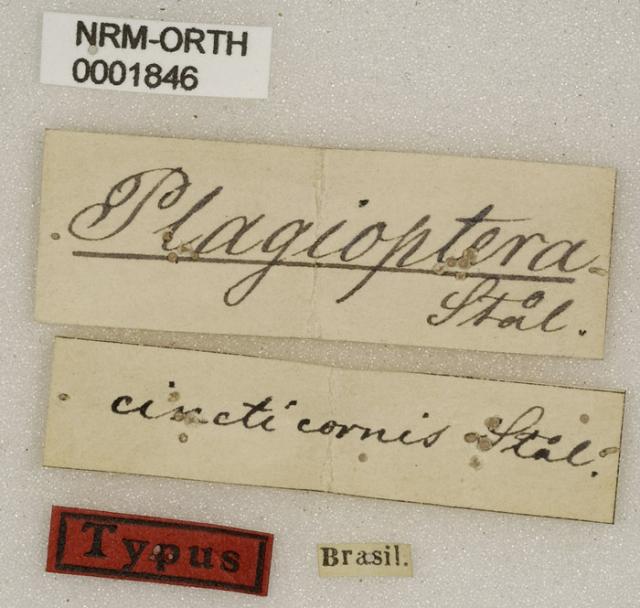 NRM-ORTH
0001846
Plagioptera
Stål.
cincticornis Stål.
Typus
Brasil.